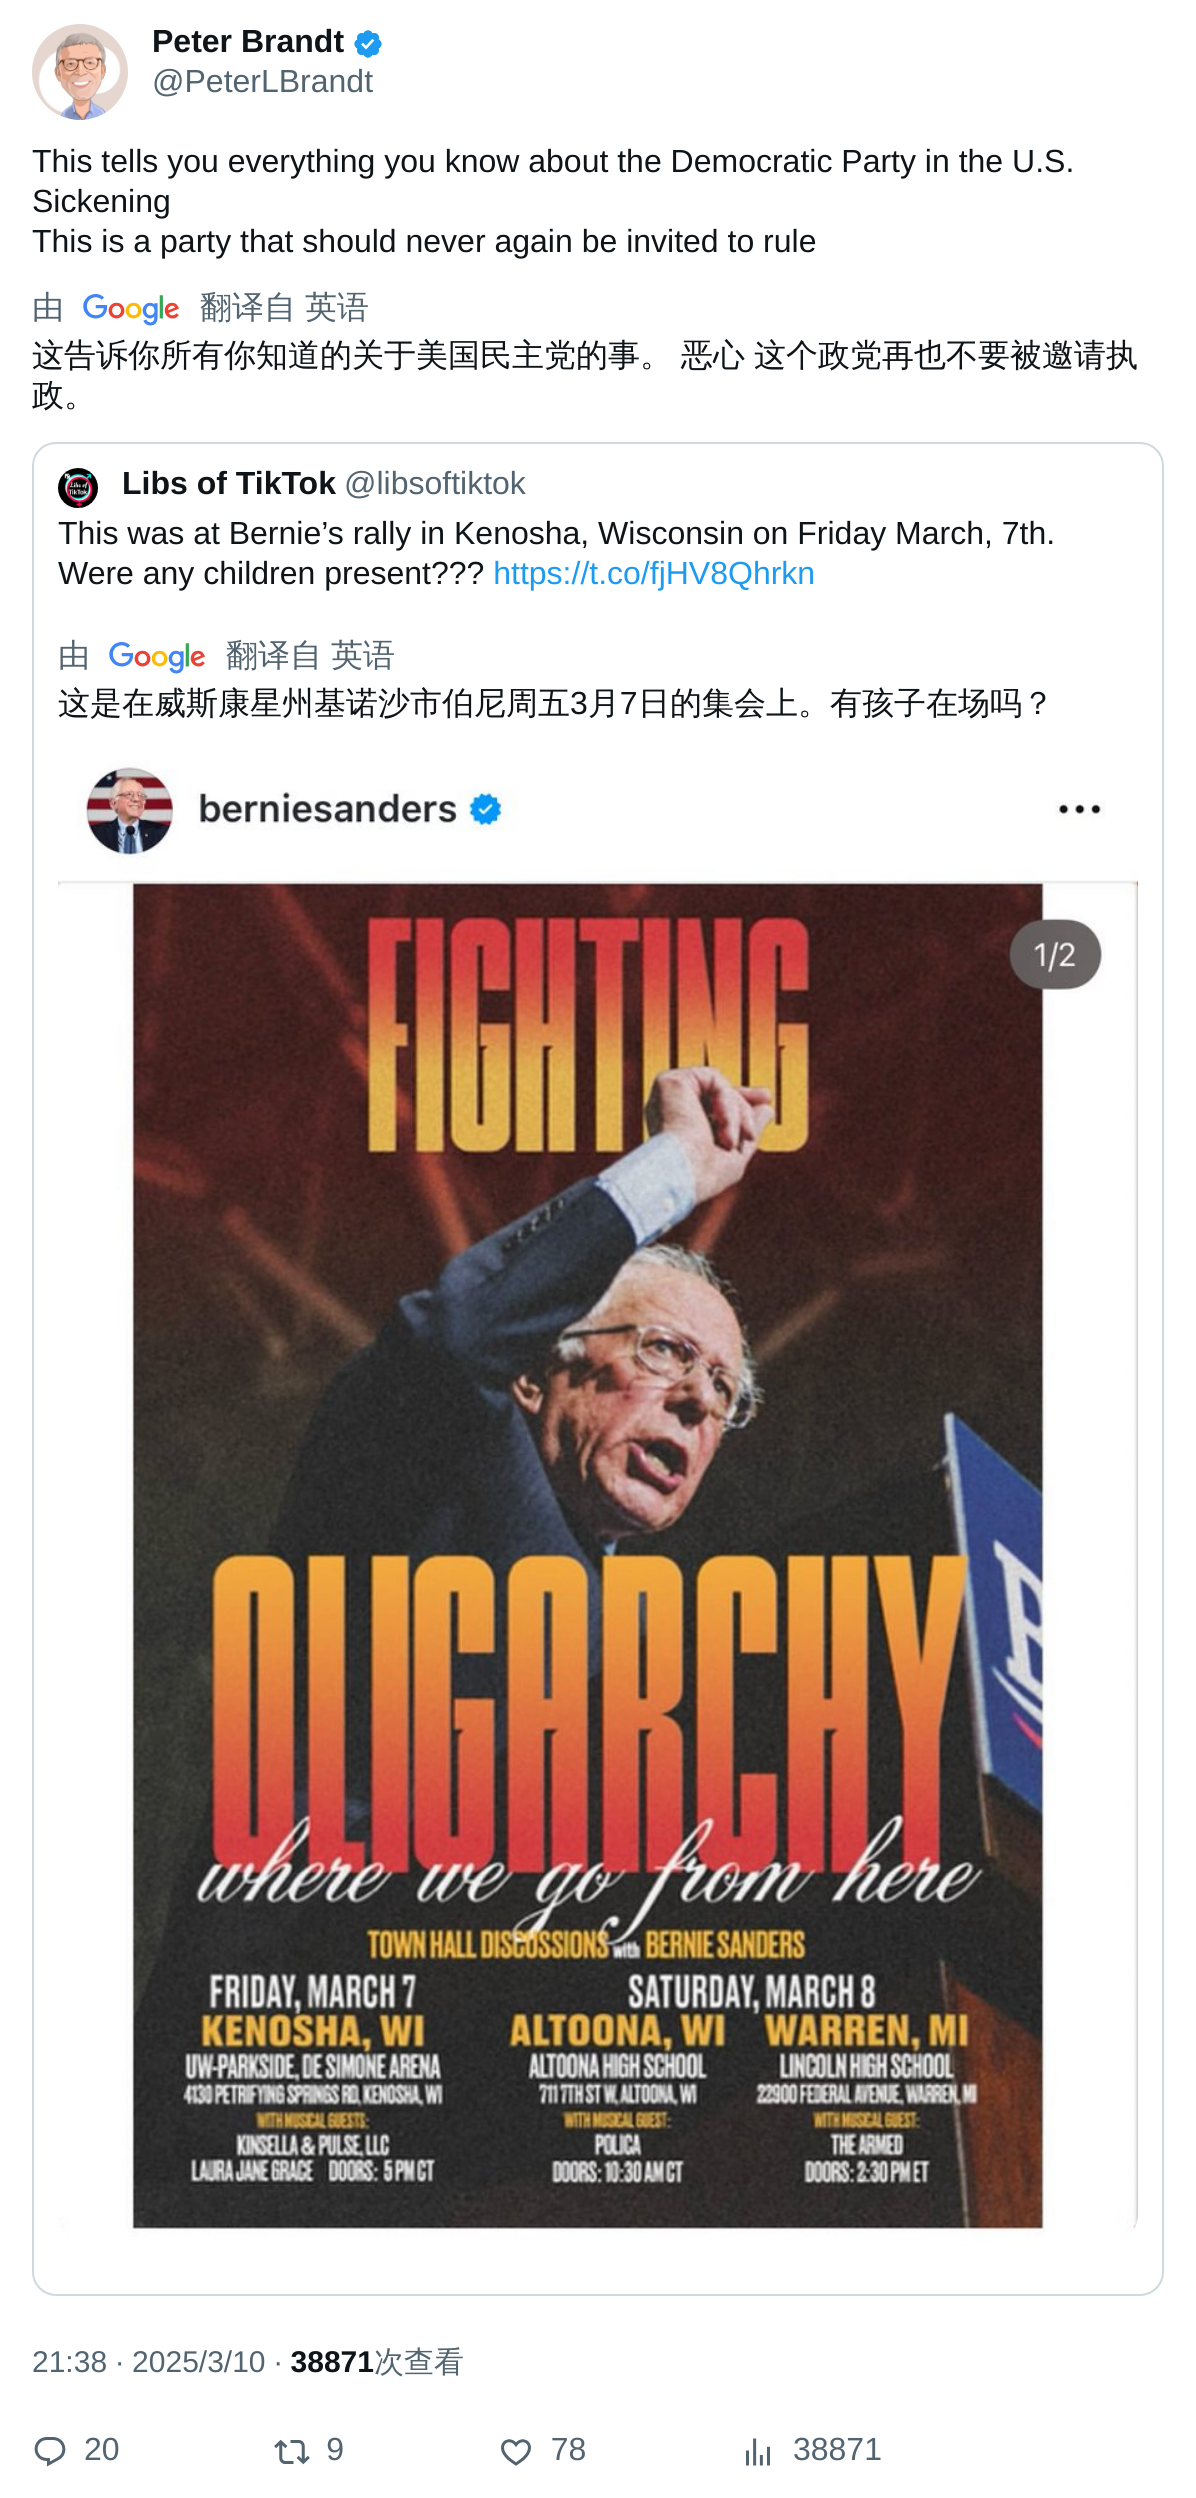 Peter Brandt
@PeterLBrandt
This tells you everything you know about the Democratic Party in the U.S.
Sickening
This is a party that should never again be invited to rule
由 Google 翻译自 英语
这告诉你所有你知道的关于美国民主党的事。 恶心 这个政党再也不要被邀请执
政。
Libs of TikTok @libsoftiktok
This was at Bernie’s rally in Kenosha, Wisconsin on Friday March, 7th.
Were any children present??? https://t.co/fjHV8Qhrkn
由 Google 翻译自 英语
这是在威斯康星州基诺沙市伯尼周五3月7日的集会上。有孩子在场吗？
berniesanders
1/2
FIGHTING
OLIGARCHY
where we go from here
TOWN HALL DISCUSSIONS with BERNIE SANDERS
FRIDAY, MARCH 7
KENOSHA, WI
UW-PARKSIDE, DE SIMONE ARENA
4130 PETRIFYING SPRINGS RD, KENOSHA, WI
WITH MUSICAL GUESTS:
KINSELLA & PULSE, LLC
LAURA JANE GRACE DOORS: 5 PM CT
SATURDAY, MARCH 8
ALTOONA, WI
ALTOONA HIGH SCHOOL
711 7TH ST W, ALTOONA, WI
WITH MUSICAL GUEST:
POLICA
DOORS: 10:30 AM CT
WARREN, MI
LINCOLN HIGH SCHOOL
22900 FEDERAL AVENUE, WARREN, MI
WITH MUSICAL GUEST:
THE ARMED
DOORS: 2:30 PM ET
21:38 · 2025/3/10 · 38871次查看
20 9 78 38871